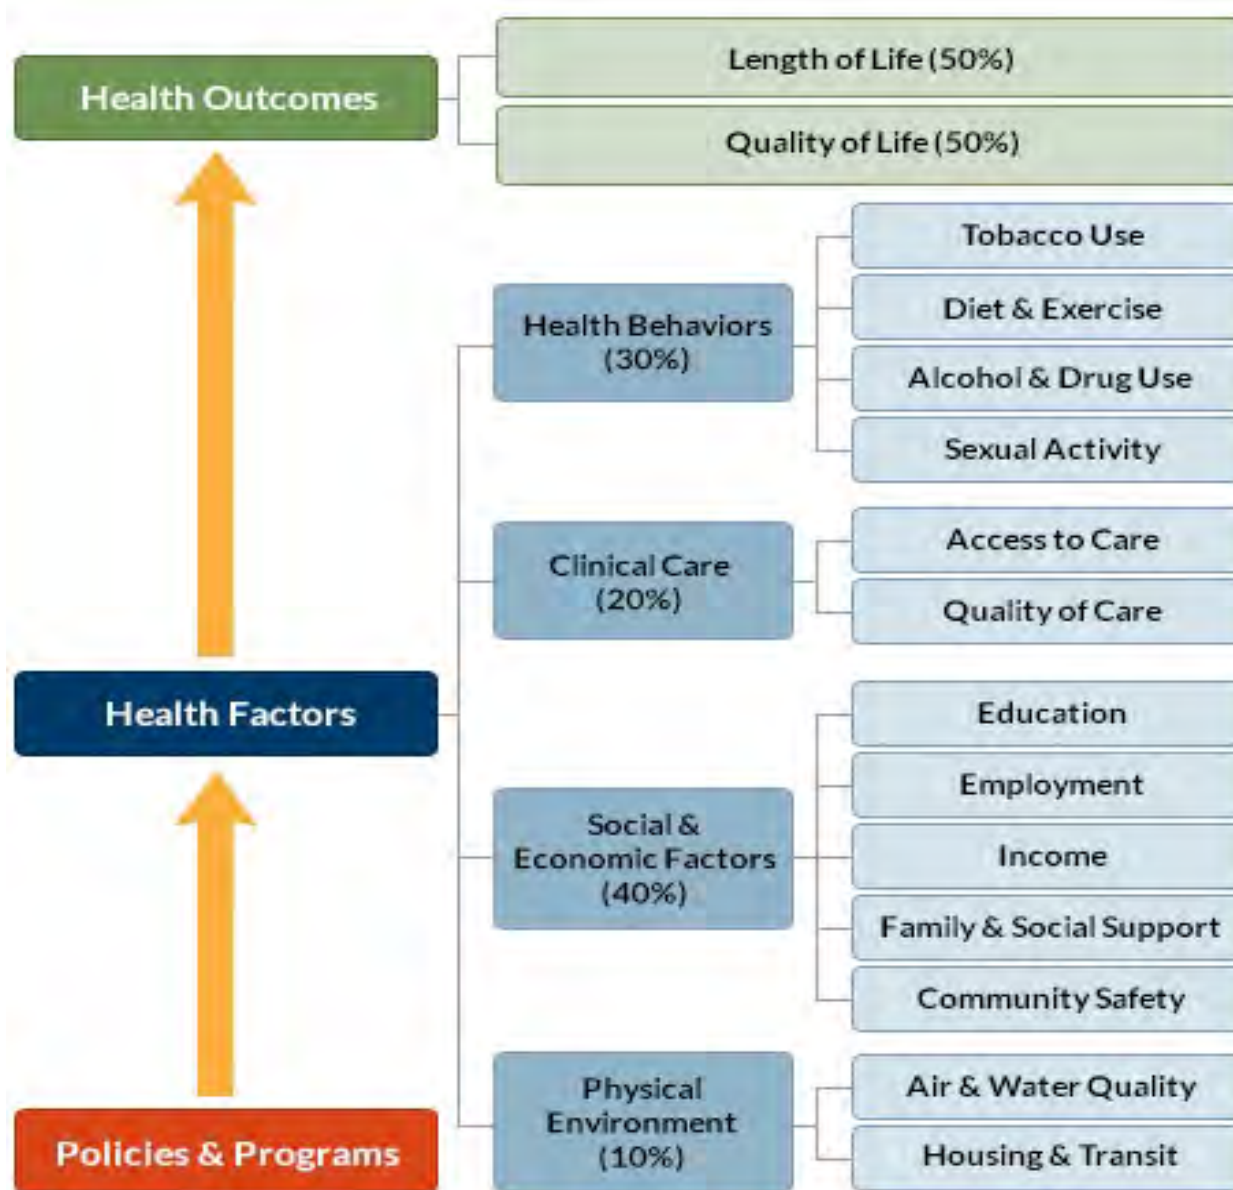 Health Outcomes
Length of Life (50%)
Quality of Life (50%)
Health Factors
Health Behaviors
(30%)
Tobacco Use
Diet & Exercise
Alcohol & Drug Use
Sexual Activity
Clinical Care
(20%)
Access to Care
Quality of Care
Social &
Economic Factors
(40%)
Education
Employment
Income
Family & Social Support
Community Safety
Physical
Environment
(10%)
Air & Water Quality
Housing & Transit
Policies & Programs